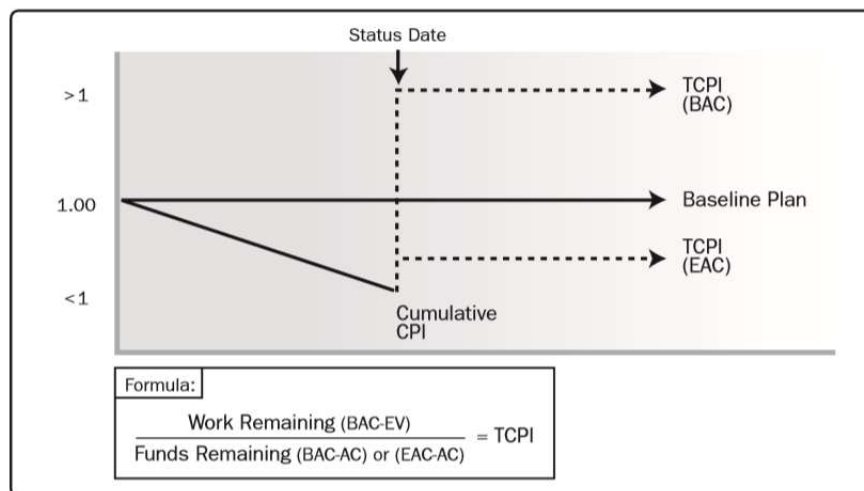 Status Date
>1
TCPI
(BAC)
1.00
Baseline Plan
TCPI
(EAC)
<1
Cumulative
CPI
Formula:
Work Remaining (BAC-EV)
= TCPI
Funds Remaining (BAC-AC) or (EAC-AC)